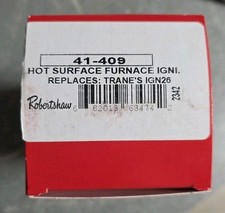 41-409
HOT SURFACE FURNACE IGNI.
REPLACES: TRANE'S IGN26
Robertshaw
2342